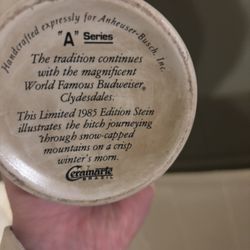 Handcrafted expressly for Anheuser-Busch, Inc.
"A" Series
The tradition continues
with the magnificent
World Famous Budweiser®
Clydesdales.
This Limited 1985 Edition Stein
illustrates the hitch journeying
through snow-capped
mountains on a crisp
winter's morn.
Ceramarte
BRAZIL